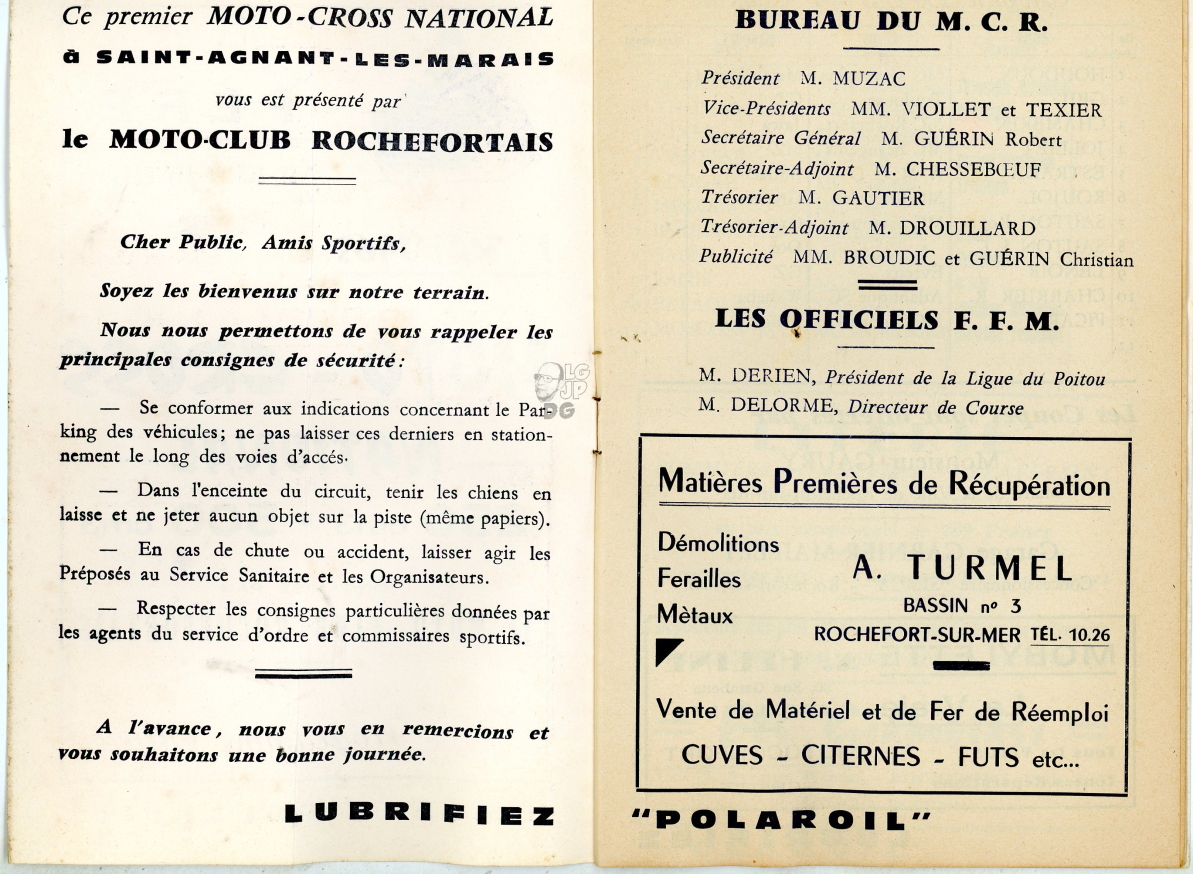 Ce premier MOTO-CROSS NATIONAL
à SAINT-AGNANT-LES-MARAIS
vous est présenté par
le MOTO-CLUB ROCHEFORTAIS
Cher Public, Amis Sportifs,
Soyez les bienvenus sur notre terrain.
Nous nous permettons de vous rappeler les
principales consignes de sécurité :
— Se conformer aux indications concernant le Par-
king des véhicules ; ne pas laisser ces derniers en station-
nement le long des voies d'accés.
— Dans l'enceinte du circuit, tenir les chiens en
laisse et ne jeter aucun objet sur la piste (même papiers).
— En cas de chute ou accident, laisser agir les
Préposés au Service Sanitaire et les Organisateurs.
— Respecter les consignes particulières données par
les agents du service d'ordre et commissaires sportifs.
A l'avance, nous vous en remercions et
vous souhaitons une bonne journée.
LUBRIFIEZ
LG
JP
DG
BUREAU DU M. C. R.
Président M. MUZAC
Vice-Présidents MM. VIOLLET et TEXIER
Secrétaire Général M. GUÉRIN Robert
Secrétaire-Adjoint M. CHESSEBŒUF
Trésorier M. GAUTIER
Trésorier-Adjoint M. DROUILLARD
Publicité MM. BROUDIC et GUÉRIN Christian
LES OFFICIELS F. F. M.
M. DERIEN, Président de la Ligue du Poitou
M. DELORME, Directeur de Course
Matières Premières de Récupération
Démolitions
Ferailles
Mètaux
A. TURMEL
BASSIN nº 3
ROCHEFORT-SUR-MER TÉL. 10.26
Vente de Matériel et de Fer de Réemploi
CUVES - CITERNES - FUTS etc...
"POLAROIL"